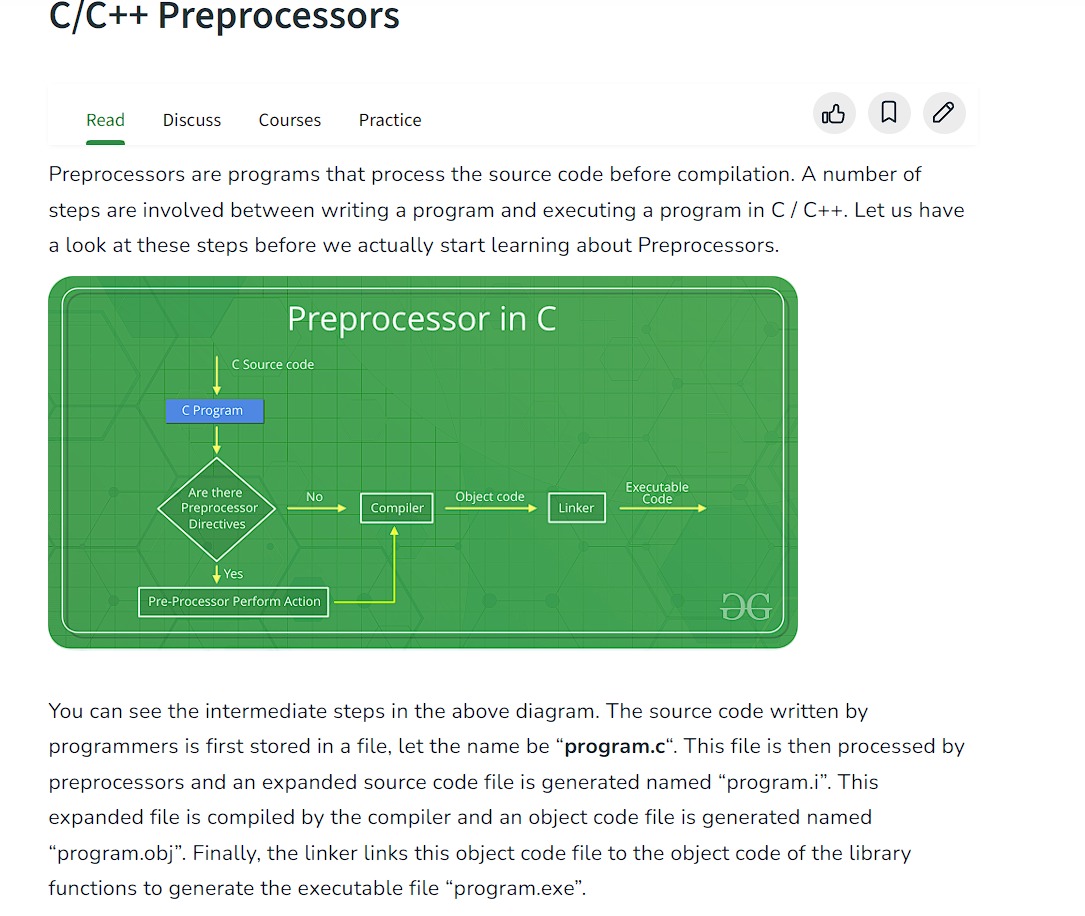 C/C++ Preprocessors
Read Discuss Courses Practice
Preprocessors are programs that process the source code before compilation. A number of
steps are involved between writing a program and executing a program in C / C++. Let us have
a look at these steps before we actually start learning about Preprocessors.
Preprocessor in C
C Source code
C Program
Are there
Preprocessor
Directives
No
Compiler
Object code
Linker
Executable
Code
Yes
Pre-Processor Perform Action
You can see the intermediate steps in the above diagram. The source code written by
programmers is first stored in a file, let the name be “program.c“. This file is then processed by
preprocessors and an expanded source code file is generated named “program.i”. This
expanded file is compiled by the compiler and an object code file is generated named
“program.obj”. Finally, the linker links this object code file to the object code of the library
functions to generate the executable file “program.exe”.